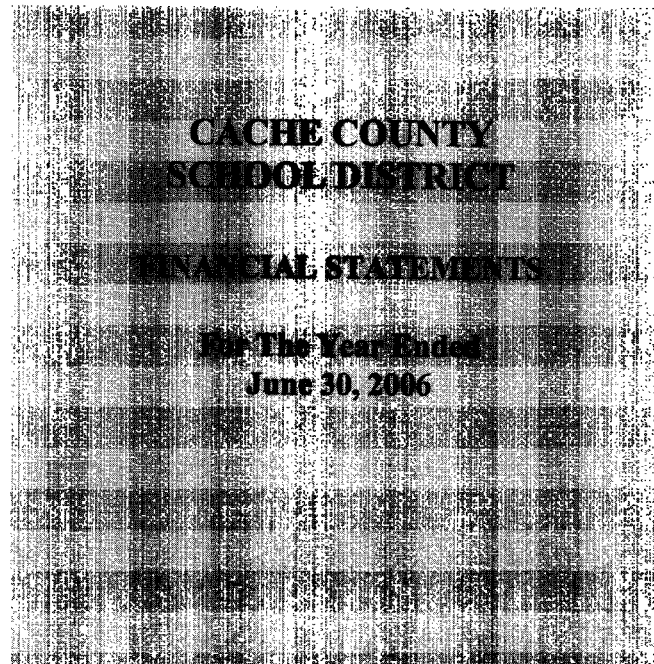 CACHE COUNTY
SCHOOL DISTRICT
FINANCIAL STATEMENTS
For The Year Ended
June 30, 2006